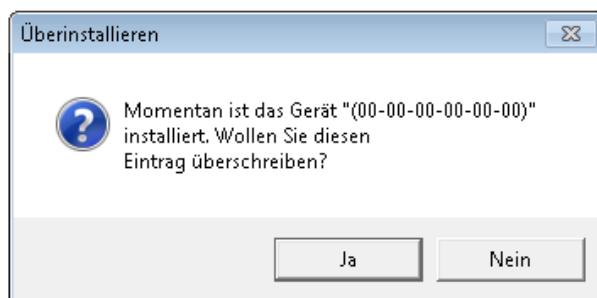 Überinstallieren
Momentan ist das Gerät "(00-00-00-00-00-00)"
installiert. Wollen Sie diesen
Eintrag überschreiben?
Ja
Nein